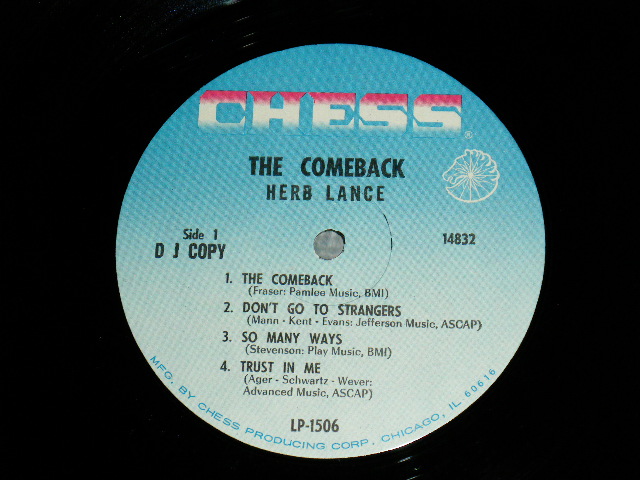 CHESS®
THE COMEBACK
HERB LANCE
Side 1
D J COPY
14832
1. THE COMEBACK
(Fraser: Pamlee Music, BMI)
2. DON'T GO TO STRANGERS
(Mann - Kent - Evans: Jefferson Music, ASCAP)
3. SO MANY WAYS
(Stevenson: Play Music, BMI)
4. TRUST IN ME
(Ager - Schwartz - Wever:
Advanced Music, ASCAP)
LP-1506
MFG. BY CHESS PRODUCING CORP. CHICAGO, IL 60616